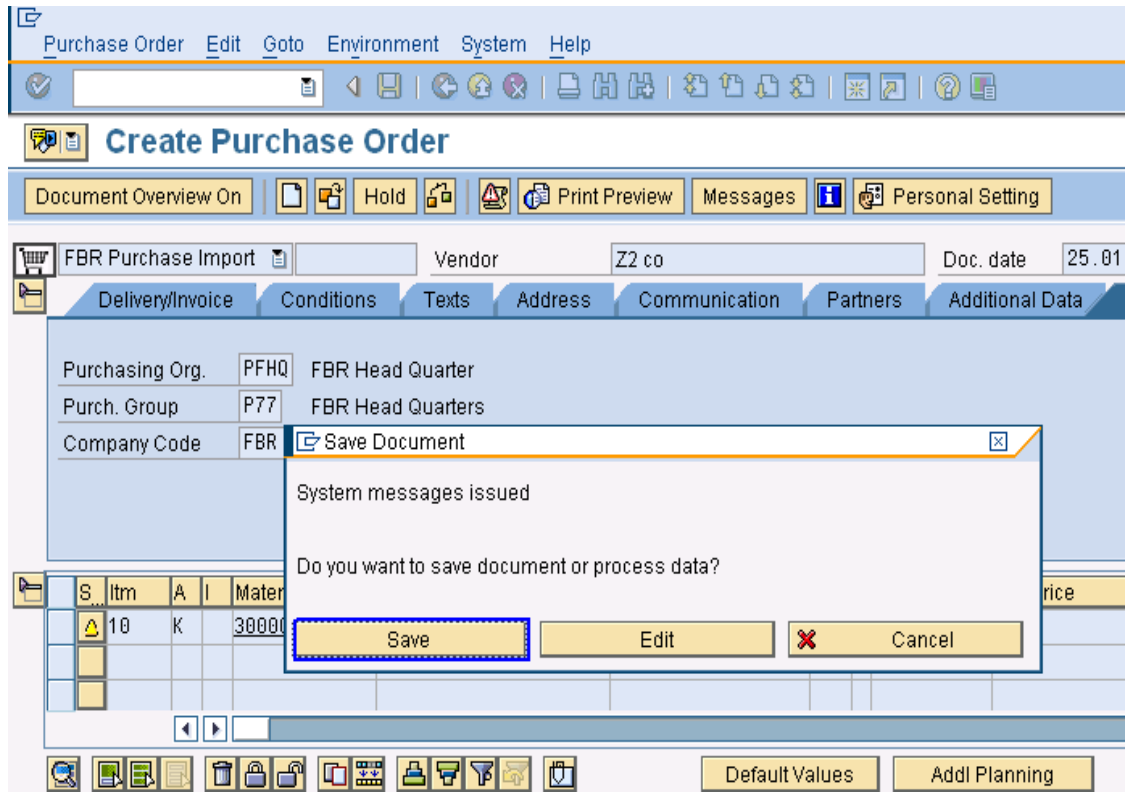 Purchase Order Edit Goto Environment System Help
Create Purchase Order
Document Overview On Hold Print Preview Messages Personal Setting
FBR Purchase Import Vendor Z2 co Doc. date 25.01
Delivery/Invoice Conditions Texts Address Communication Partners Additional Data
Purchasing Org. PFHQ FBR Head Quarter
Purch. Group P77 FBR Head Quarters
Company Code FBR
Save Document
System messages issued
Do you want to save document or process data?
Save Edit Cancel
S... Itm A I Mater rice
10 K 30000
Default Values Addl Planning